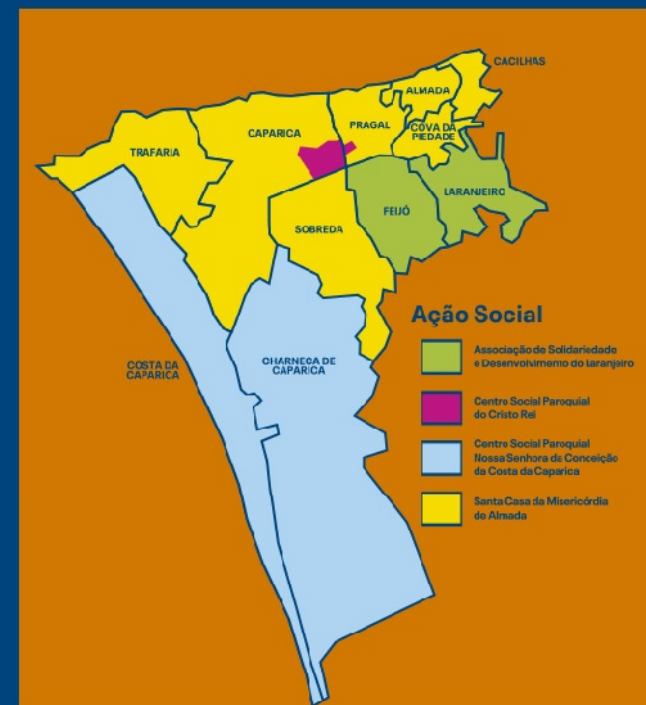 CACILHAS
ALMADA
CAPARICA
PRAGAL
COVA DA
PIEDADE
TRAFARIA
LARANJEIRO
FEIJÓ
SOBREDA
Ação Social
COSTA DA
CAPARICA
CHARNECA DE
CAPARICA
Associação de Solidariedade
e Desenvolvimento do Laranjeiro
Centro Social Paroquial
do Cristo Rei
Centro Social Paroquial
Nossa Senhora da Conceição
da Costa da Caparica
Santa Casa da Misericórdia
de Almada